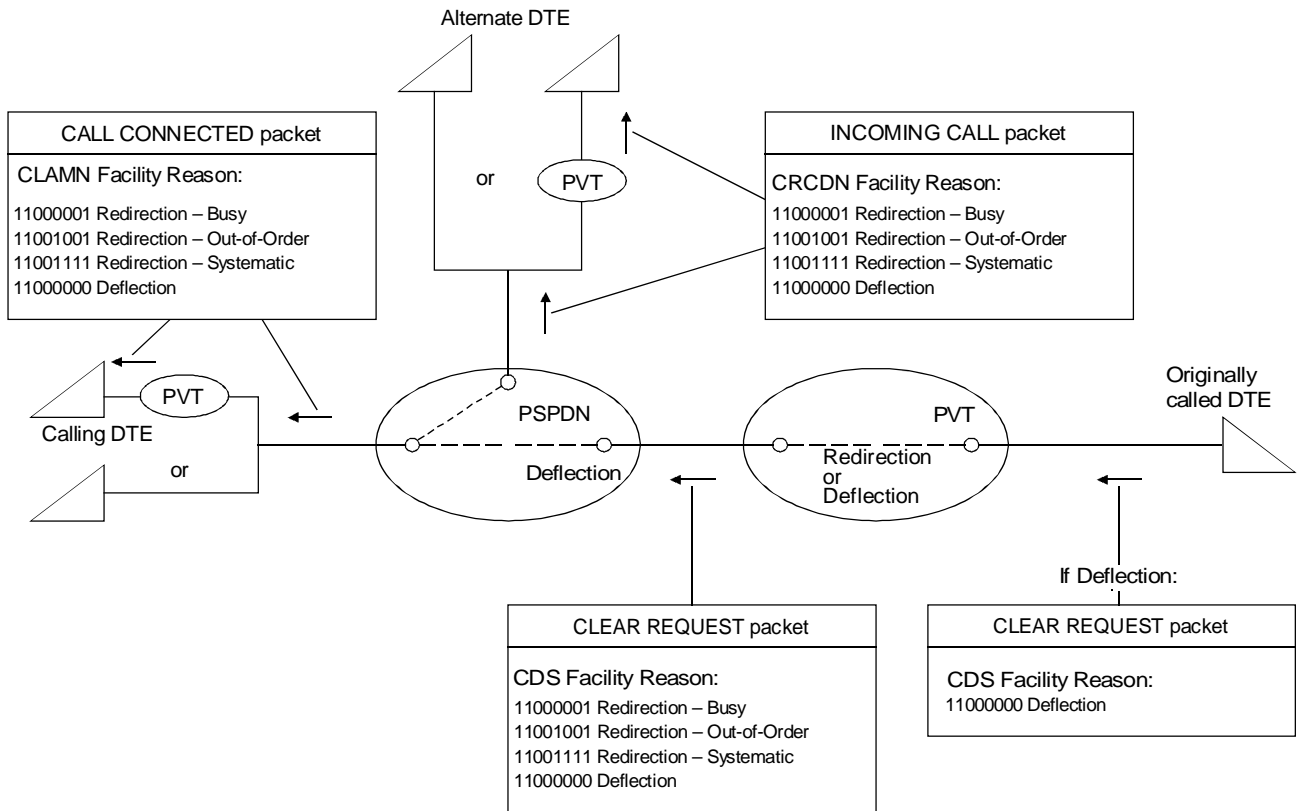 Alternate DTE
CALL CONNECTED packet
CLAMN Facility Reason:
11000001 Redirection – Busy
11001001 Redirection – Out-of-Order
11001111 Redirection – Systematic
11000000 Deflection
or
PVT
INCOMING CALL packet
CRCDN Facility Reason:
11000001 Redirection – Busy
11001001 Redirection – Out-of-Order
11001111 Redirection – Systematic
11000000 Deflection
PVT
Calling DTE
or
PSPDN
Deflection
PVT
Redirection
or
Deflection
Originally
called DTE
If Deflection:
CLEAR REQUEST packet
CDS Facility Reason:
11000001 Redirection – Busy
11001001 Redirection – Out-of-Order
11001111 Redirection – Systematic
11000000 Deflection
CLEAR REQUEST packet
CDS Facility Reason:
11000000 Deflection